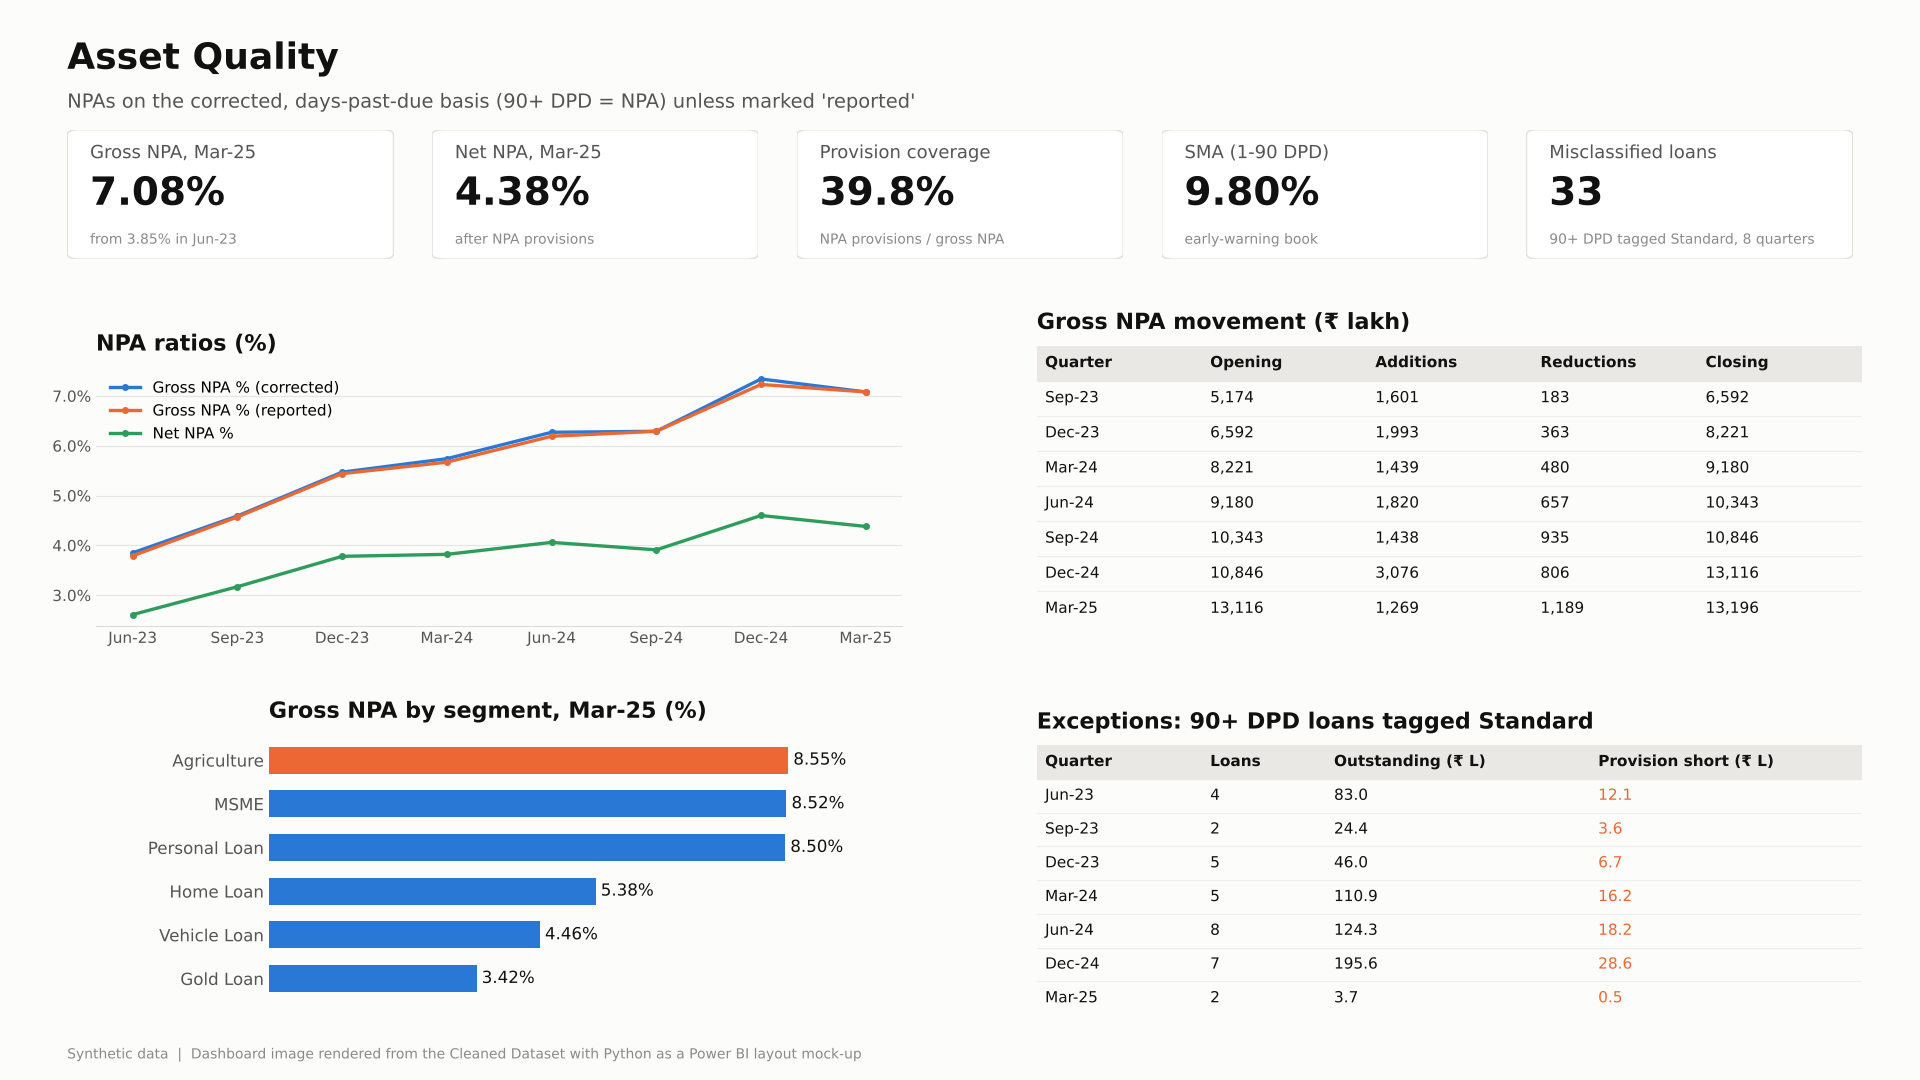 Asset Quality
NPAs on the corrected, days-past-due basis (90+ DPD = NPA) unless marked 'reported'
Gross NPA, Mar-25
7.08%
from 3.85% in Jun-23
Net NPA, Mar-25
4.38%
after NPA provisions
Provision coverage
39.8%
NPA provisions / gross NPA
SMA (1-90 DPD)
9.80%
early-warning book
Misclassified loans
33
90+ DPD tagged Standard, 8 quarters
NPA ratios (%)
Gross NPA % (corrected)
Gross NPA % (reported)
Net NPA %
7.0%
6.0%
5.0%
4.0%
3.0%
Jun-23 Sep-23 Dec-23 Mar-24 Jun-24 Sep-24 Dec-24 Mar-25
Gross NPA movement (₹ lakh)
Quarter Opening Additions Reductions Closing
Sep-23 5,174 1,601 183 6,592
Dec-23 6,592 1,993 363 8,221
Mar-24 8,221 1,439 480 9,180
Jun-24 9,180 1,820 657 10,343
Sep-24 10,343 1,438 935 10,846
Dec-24 10,846 3,076 806 13,116
Mar-25 13,116 1,269 1,189 13,196
Gross NPA by segment, Mar-25 (%)
Agriculture 8.55%
MSME 8.52%
Personal Loan 8.50%
Home Loan 5.38%
Vehicle Loan 4.46%
Gold Loan 3.42%
Exceptions: 90+ DPD loans tagged Standard
Quarter Loans Outstanding (₹ L) Provision short (₹ L)
Jun-23 4 83.0 12.1
Sep-23 2 24.4 3.6
Dec-23 5 46.0 6.7
Mar-24 5 110.9 16.2
Jun-24 8 124.3 18.2
Dec-24 7 195.6 28.6
Mar-25 2 3.7 0.5
Synthetic data | Dashboard image rendered from the Cleaned Dataset with Python as a Power BI layout mock-up